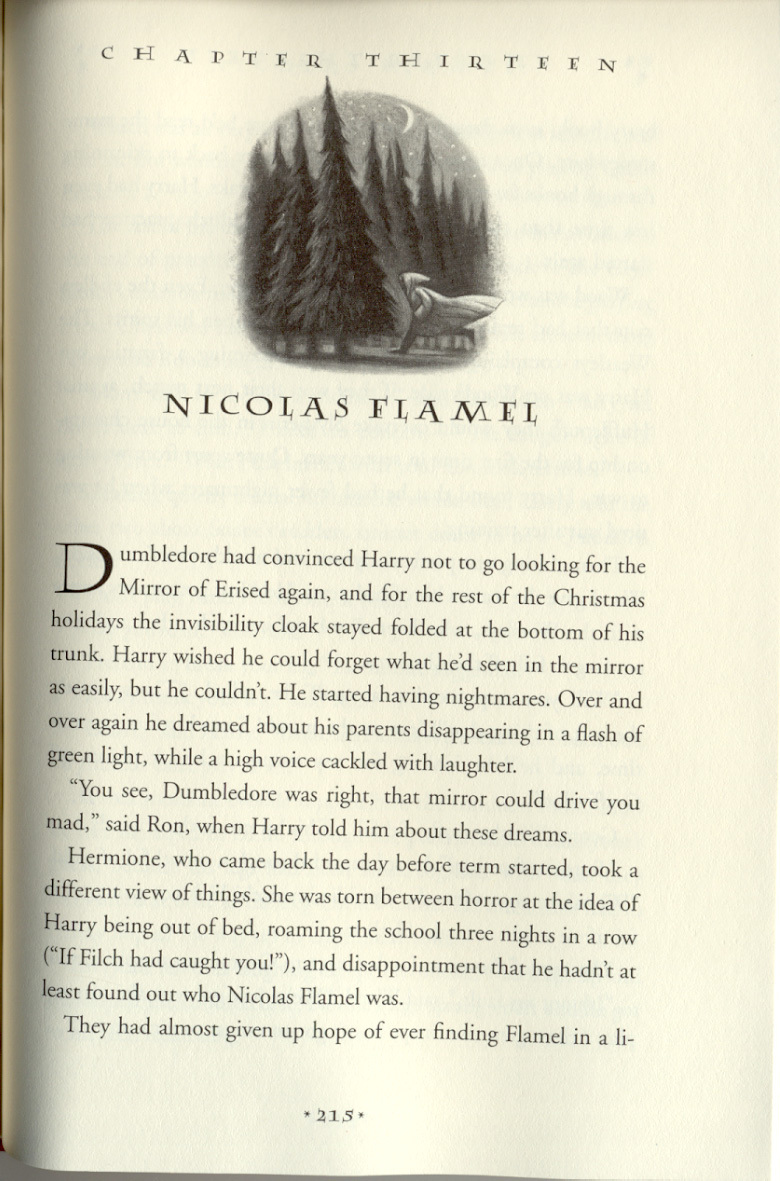 CHAPTER THIRTEEN
NICOLAS FLAMEL
Dumbledore had convinced Harry not to go looking for the
Mirror of Erised again, and for the rest of the Christmas
holidays the invisibility cloak stayed folded at the bottom of his
trunk. Harry wished he could forget what he’d seen in the mirror
as easily, but he couldn’t. He started having nightmares. Over and
over again he dreamed about his parents disappearing in a flash of
green light, while a high voice cackled with laughter.
“You see, Dumbledore was right, that mirror could drive you
mad,” said Ron, when Harry told him about these dreams.
Hermione, who came back the day before term started, took a
different view of things. She was torn between horror at the idea of
Harry being out of bed, roaming the school three nights in a row
(“If Filch had caught you!”), and disappointment that he hadn’t at
least found out who Nicolas Flamel was.
They had almost given up hope of ever finding Flamel in a li-
* 215 *